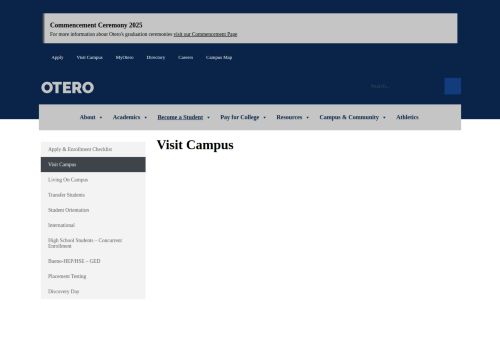 Commencement Ceremony 2025
For more information about Otero's graduation ceremonies visit our Commencement Page
Apply Visit Campus MyOtero Directory Careers Campus Map
OTERO
Search...
About Academics Become a Student Pay for College Resources Campus & Community Athletics
Apply & Enrollment Checklist
Visit Campus
Visit Campus
Living On Campus
Transfer Students
Student Orientation
International
High School Students – Concurrent
Enrollment
Bueno-HEP/HSE – GED
Placement Testing
Discovery Day